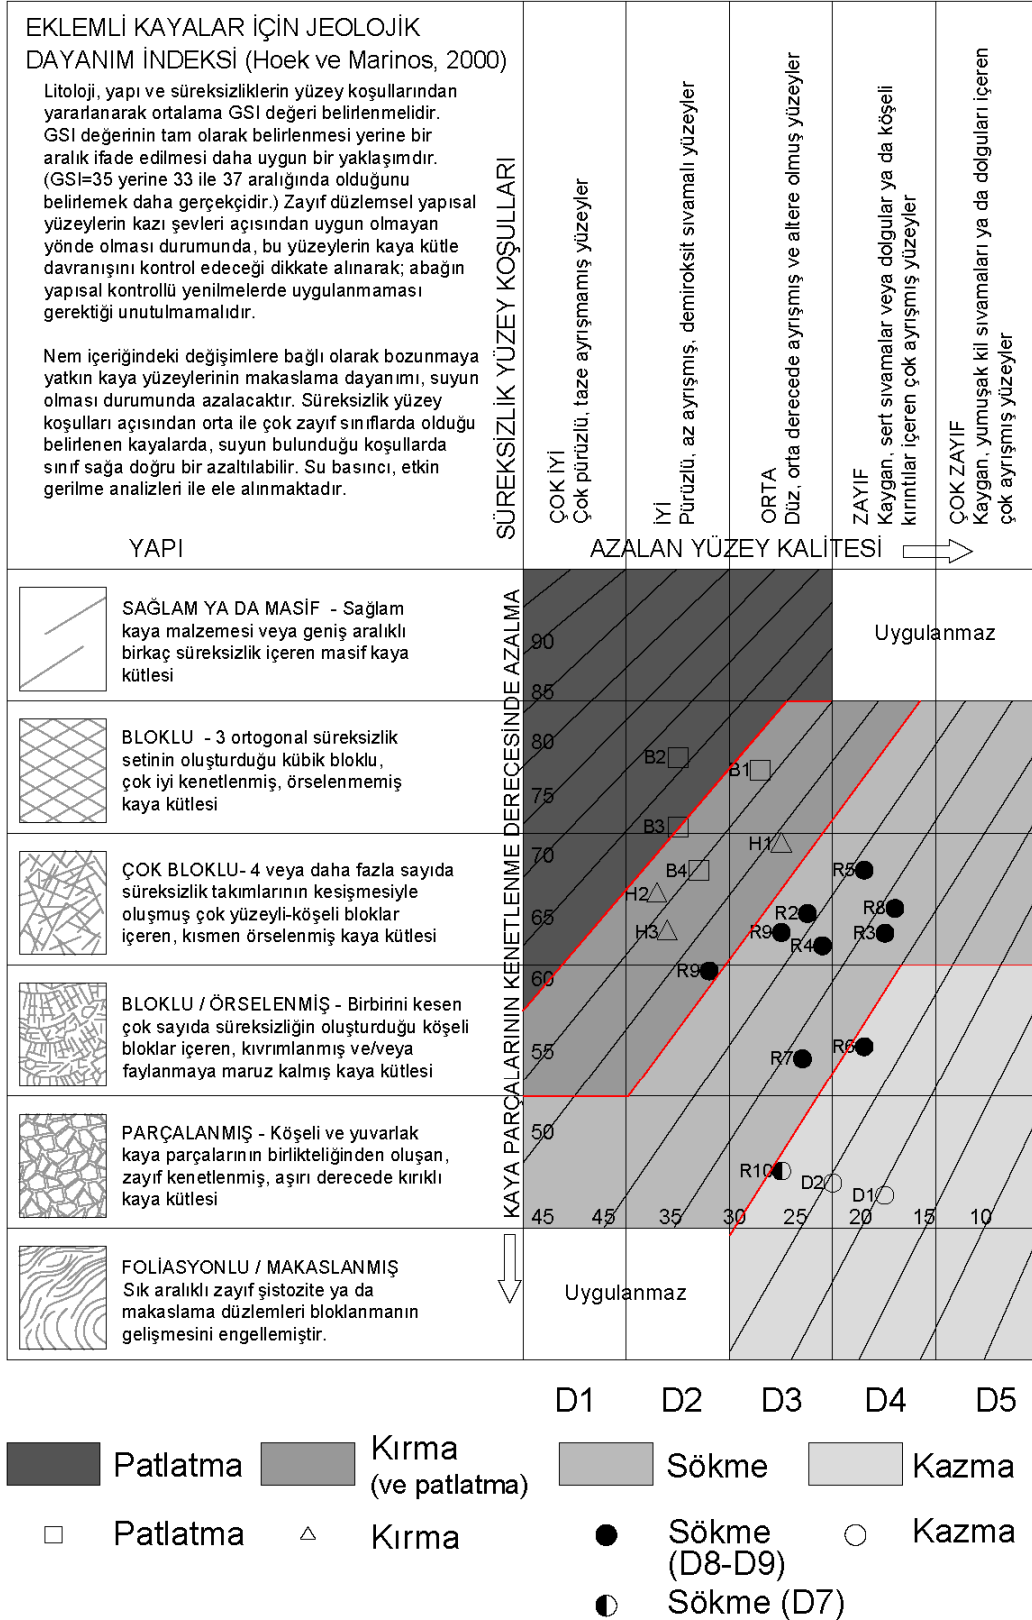 EKLEMLİ KAYALAR İÇİN JEOLOJİK
DAYANIM İNDEKSİ (Hoek ve Marinos, 2000)
Litoloji, yapı ve süreksizliklerin yüzey koşullarından
yararlanarak ortalama GSI değeri belirlenmelidir.
GSI değerinin tam olarak belirlenmesi yerine bir
aralık ifade edilmesi daha uygun bir yaklaşımdır.
(GSI=35 yerine 33 ile 37 aralığında olduğunu
belirlemek daha gerçekçidir.) Zayıf düzlemsel yapısal
yüzeylerin kazı şevleri açısından uygun olmayan
yönde olması durumunda, bu yüzeylerin kaya kütle
davranışını kontrol edeceği dikkate alınarak; abağın
yapısal kontrollü yenilmelerde uygulanmaması
gerektiği unutulmamalıdır.
Nem içeriğindeki değişimlere bağlı olarak bozunmaya
yatkın kaya yüzeylerinin makaslama dayanımı, suyun
olması durumunda azalacaktır. Süreksizlik yüzey
koşulları açısından orta ile çok zayıf sınıflarda olduğu
belirlenen kayalarda, suyun bulunduğu koşullarda
sınıf sağa doğru bir azaltılabilir. Su basıncı, etkin
gerilme analizleri ile ele alınmaktadır.
SÜREKSİZLİK YÜZEY KOŞULLARI
ÇOK İYİ
Çok pürüzlü, taze ayrışmamış yüzeyler
İYİ
Pürüzlü, az ayrışmış, demiroksit sıvamalı yüzeyler
ORTA
Düz, orta derecede ayrışmış ve altere olmuş yüzeyler
ZAYIF
Kaygan, sert sıvamalar veya dolgular ya da köşeli
kırıntılar içeren çok ayrışmış yüzeyler
ÇOK ZAYIF
Kaygan, yumuşak kil sıvamaları ya da dolguları içeren
çok ayrışmış yüzeyler
YAPI
AZALAN YÜZEY KALİTESİ
KAYA PARÇALARININ KENETLENME DERECESİNDE AZALMA
SAĞLAM YA DA MASİF - Sağlam
kaya malzemesi veya geniş aralıklı
birkaç süreksizlik içeren masif kaya
kütlesi
90
Uygulanmaz
85
BLOKLU - 3 ortogonal süreksizlik
setinin oluşturduğu kübik bloklu,
çok iyi kenetlenmiş, örselenmemiş
kaya kütlesi
80
B2
B1
75
B3
ÇOK BLOKLU- 4 veya daha fazla sayıda
süreksizlik takımlarının kesişmesiyle
oluşmuş çok yüzeyli-köşeli bloklar
içeren, kısmen örselenmiş kaya kütlesi
70
H1
B4
R5
H2
65
R2
R8
H3
R9
R4
R3
60
R9
BLOKLU / ÖRSELENMİŞ - Birbirini kesen
çok sayıda süreksizliğin oluşturduğu köşeli
bloklar içeren, kıvrımlanmış ve/veya
faylanmaya maruz kalmış kaya kütlesi
55
R7
R6
PARÇALANMIŞ - Köşeli ve yuvarlak
kaya parçalarının birlikteliğinden oluşan,
zayıf kenetlenmiş, aşırı derecede kırıklı
kaya kütlesi
50
R10
D2
D1
45 45 35 30 25 20 15 10
FOLİASYONLU / MAKASLANMIŞ
Sık aralıklı zayıf şistozite ya da
makaslama düzlemleri bloklanmanın
gelişmesini engellemiştir.
Uygulanmaz
D1 D2 D3 D4 D5
Patlatma
Kırma
(ve patlatma)
Sökme
Kazma
Patlatma
Kırma
Sökme
(D8-D9)
Kazma
Sökme (D7)